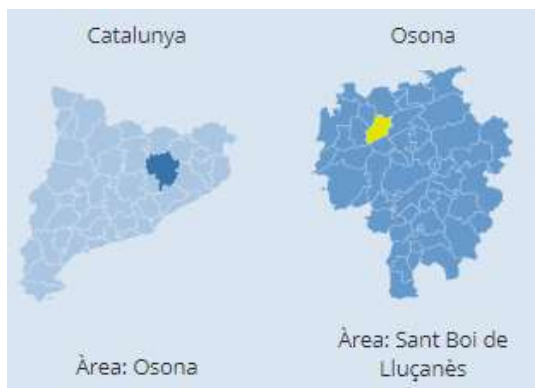 Catalunya
Osona
Àrea: Osona
Àrea: Sant Boi de
Lluçanès